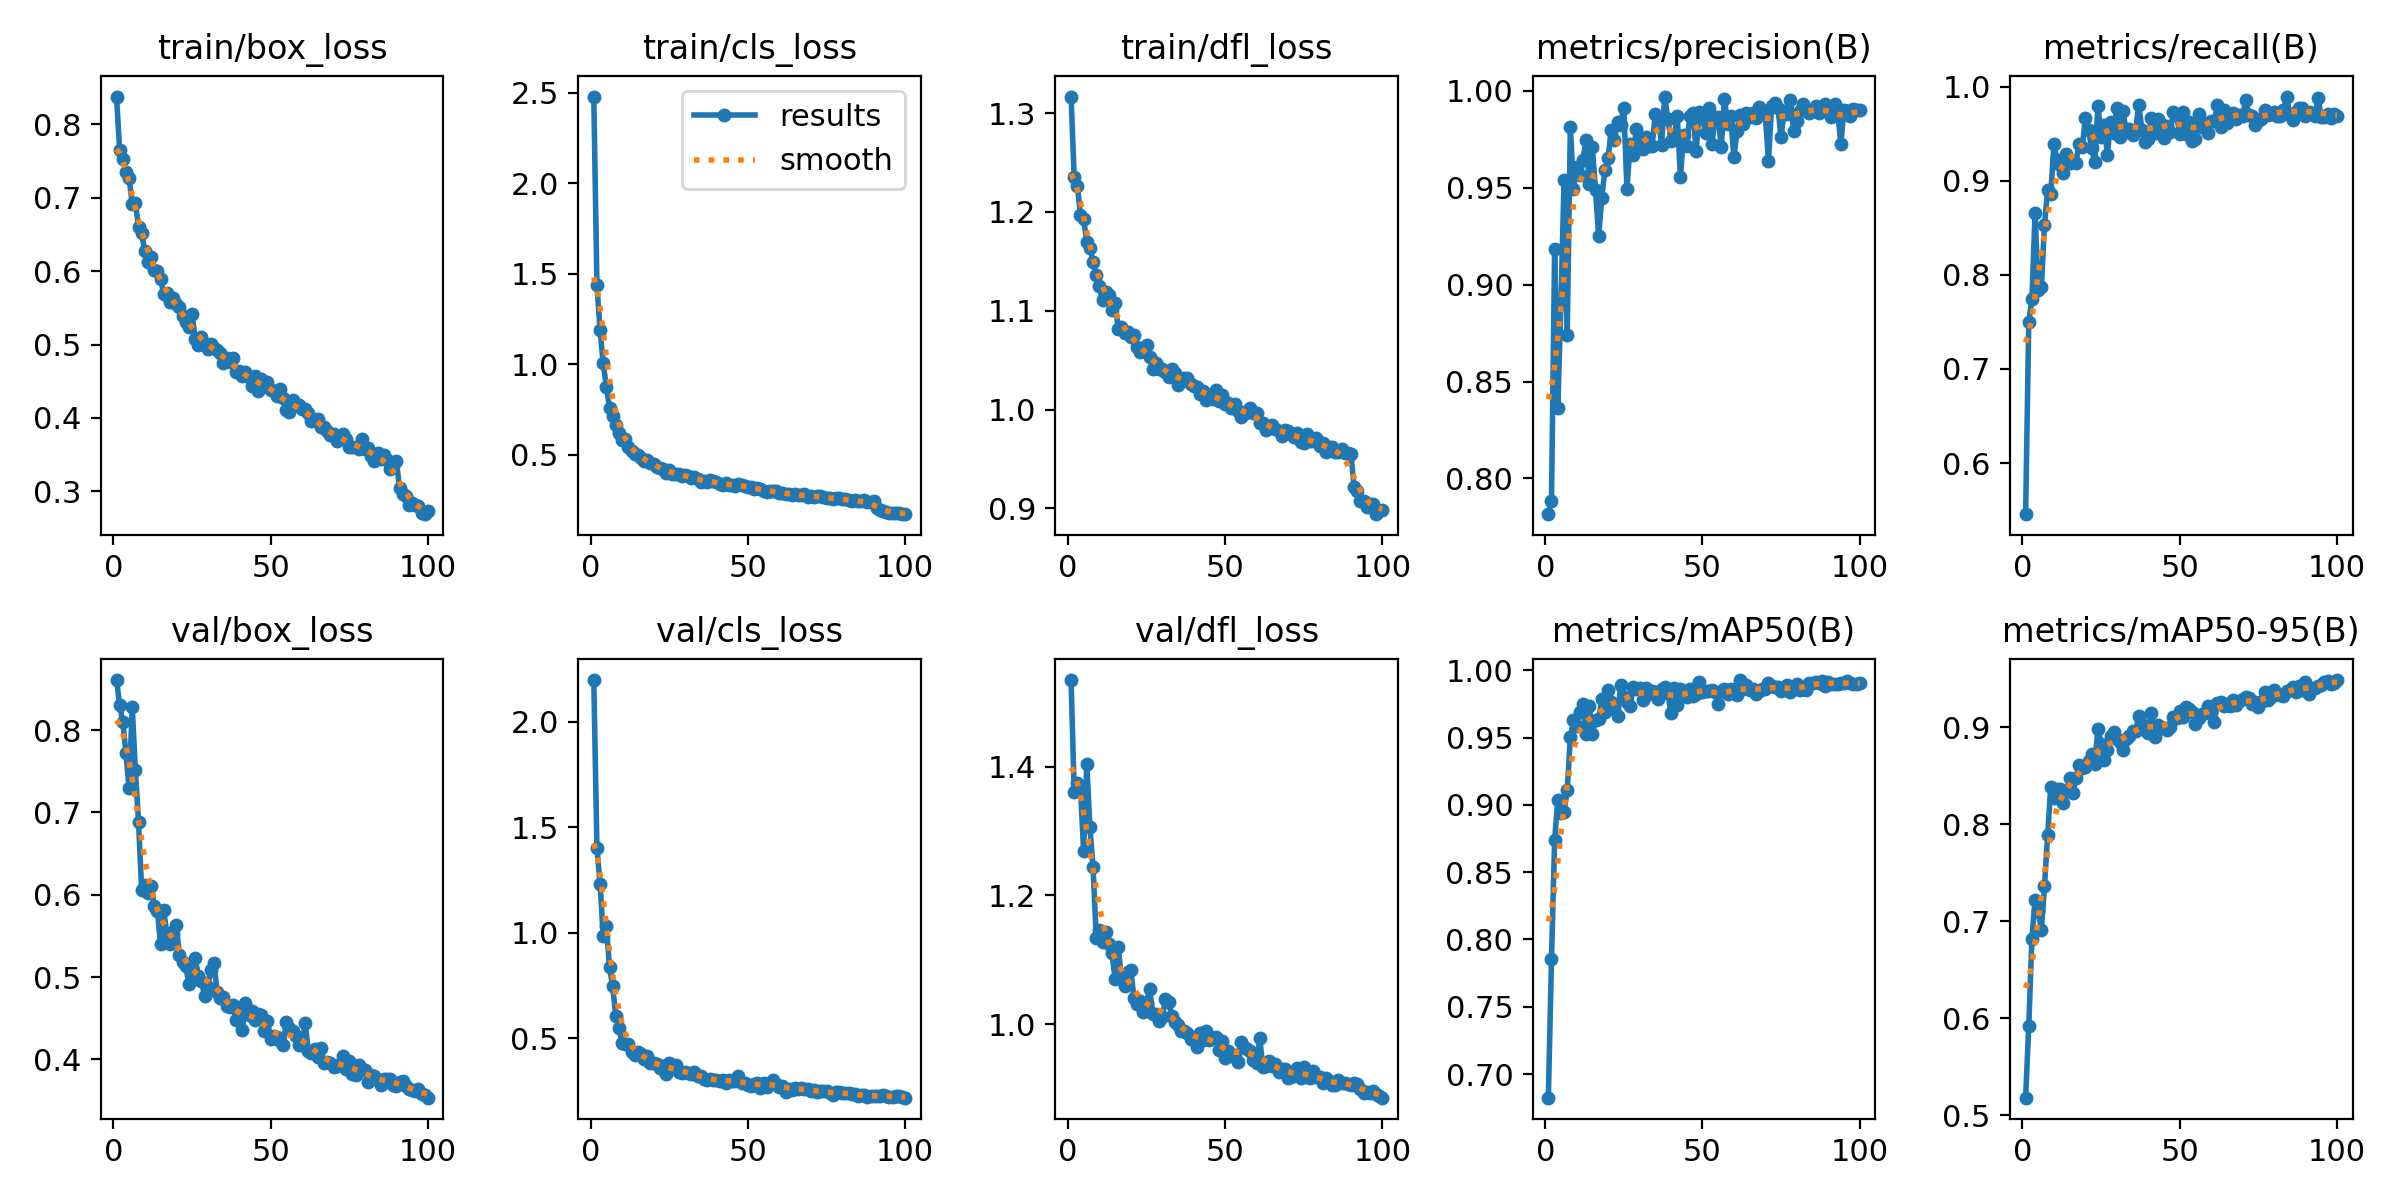 train/box_loss
0.8
0.7
0.6
0.5
0.4
0.3
0 50 100
train/cls_loss
results
smooth
2.5
2.0
1.5
1.0
0.5
0 50 100
train/dfl_loss
1.3
1.2
1.1
1.0
0.9
0 50 100
metrics/precision(B)
1.00
0.95
0.90
0.85
0.80
0 50 100
metrics/recall(B)
1.0
0.9
0.8
0.7
0.6
0 50 100
val/box_loss
0.8
0.7
0.6
0.5
0.4
0 50 100
val/cls_loss
2.0
1.5
1.0
0.5
0 50 100
val/dfl_loss
1.4
1.2
1.0
0 50 100
metrics/mAP50(B)
1.00
0.95
0.90
0.85
0.80
0.75
0.70
0 50 100
metrics/mAP50-95(B)
0.9
0.8
0.7
0.6
0.5
0 50 100